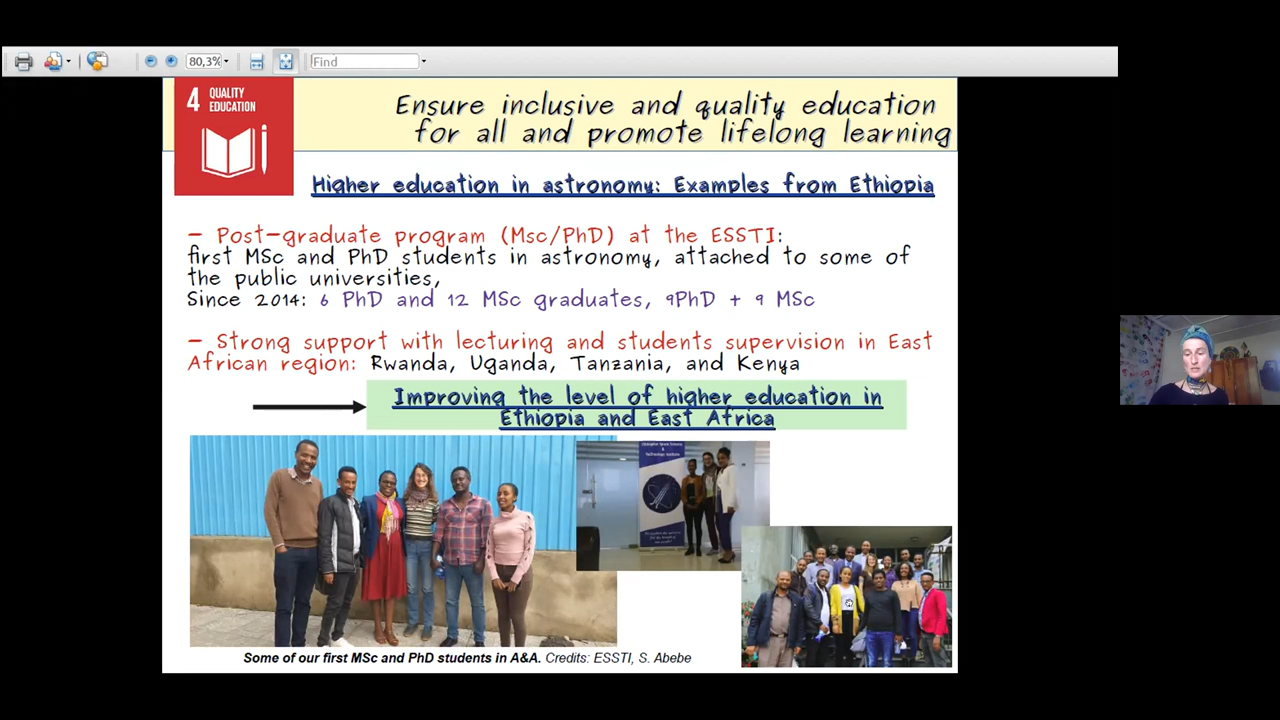 80,3%
Find
4 QUALITY
EDUCATION
Ensure inclusive and quality education
for all and promote lifelong learning
Higher education in astronomy: Examples from Ethiopia
– Post-graduate program (Msc/PhD) at the ESSTI:
first MSc and PhD students in astronomy, attached to some of
the public universities,
Since 2014: 6 PhD and 12 MSc graduates, 9PhD + 9 MSc
– Strong support with lecturing and students supervision in East
African region: Rwanda, Uganda, Tanzania, and Kenya
Improving the level of higher education in
Ethiopia and East Africa
Some of our first MSc and PhD students in A&A. Credits: ESSTI, S. Abebe